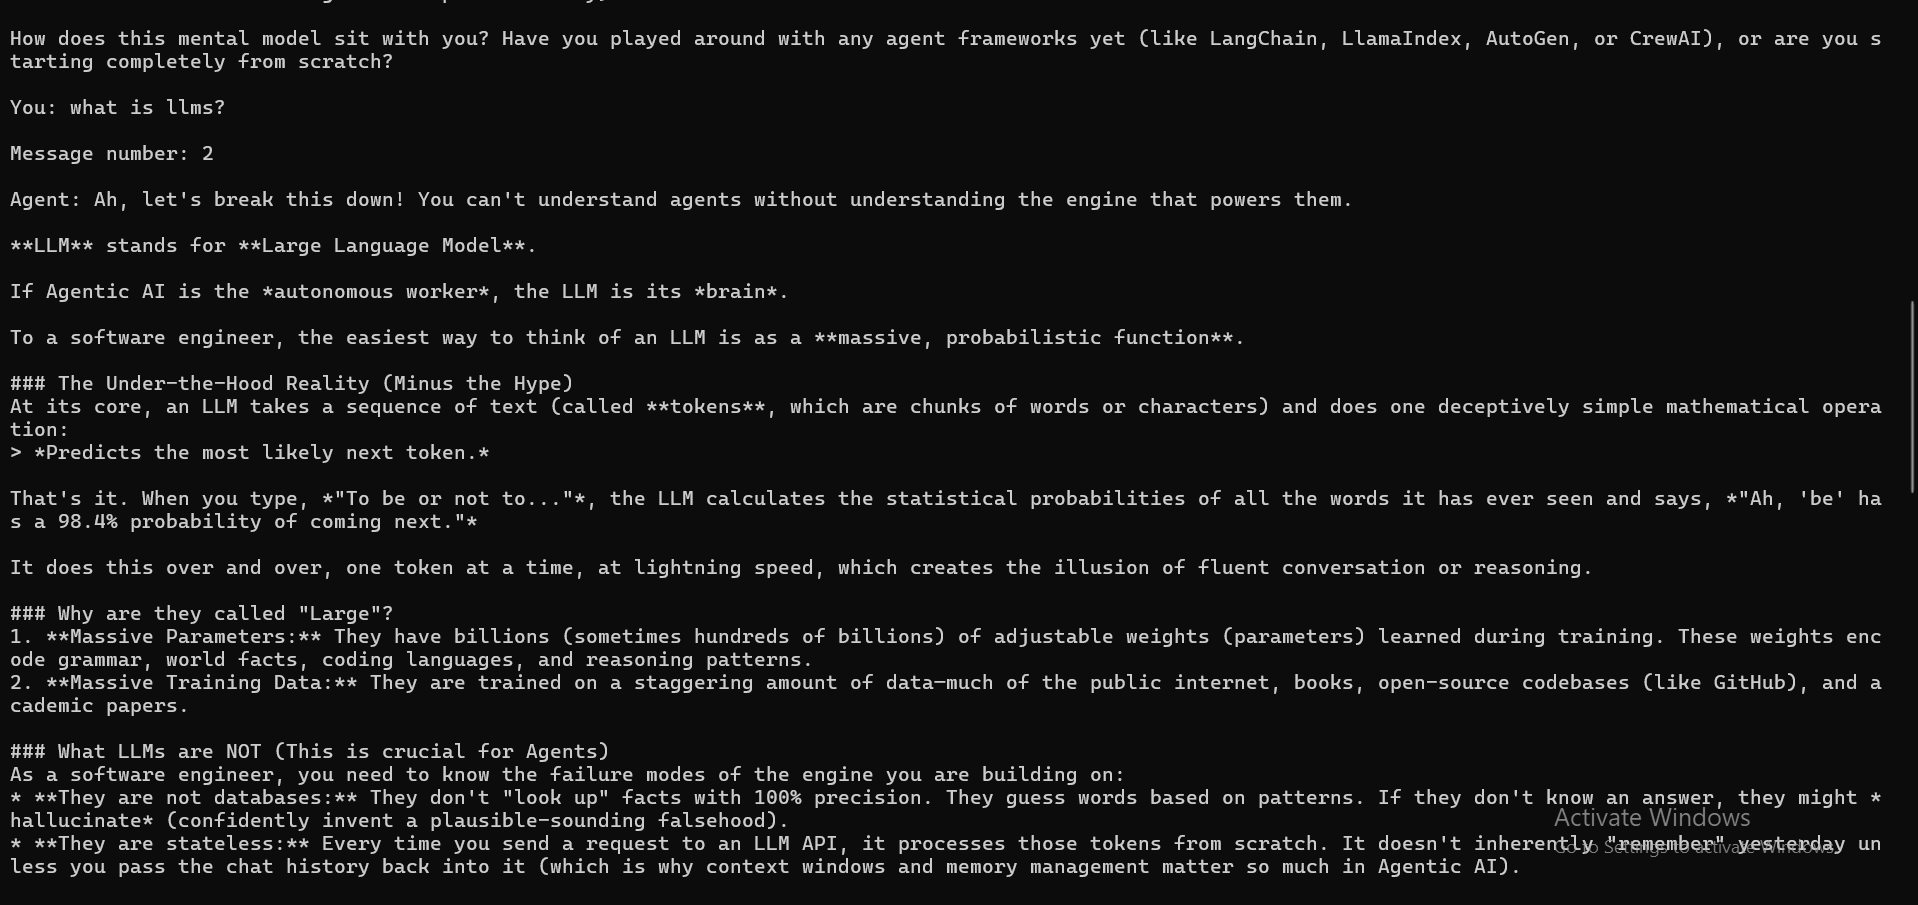 How does this mental model sit with you? Have you played around with any agent frameworks yet (like LangChain, LlamaIndex, AutoGen, or CrewAI), or are you s
tarting completely from scratch?
You: what is llms?
Message number: 2
Agent: Ah, let's break this down! You can't understand agents without understanding the engine that powers them.
**LLM** stands for **Large Language Model**.
If Agentic AI is the *autonomous worker*, the LLM is its *brain*.
To a software engineer, the easiest way to think of an LLM is as a **massive, probabilistic function**.
### The Under-the-Hood Reality (Minus the Hype)
At its core, an LLM takes a sequence of text (called **tokens**, which are chunks of words or characters) and does one deceptively simple mathematical opera
tion:
> *Predicts the most likely next token.*
That's it. When you type, *"To be or not to..."*, the LLM calculates the statistical probabilities of all the words it has ever seen and says, *"Ah, 'be' ha
s a 98.4% probability of coming next."*
It does this over and over, one token at a time, at lightning speed, which creates the illusion of fluent conversation or reasoning.
### Why are they called "Large"?
1. **Massive Parameters:** They have billions (sometimes hundreds of billions) of adjustable weights (parameters) learned during training. These weights enc
ode grammar, world facts, coding languages, and reasoning patterns.
2. **Massive Training Data:** They are trained on a staggering amount of data—much of the public internet, books, open-source codebases (like GitHub), and a
cademic papers.
### What LLMs are NOT (This is crucial for Agents)
As a software engineer, you need to know the failure modes of the engine you are building on:
* **They are not databases:** They don't "look up" facts with 100% precision. They guess words based on patterns. If they don't know an answer, they might *
hallucinate* (confidently invent a plausible-sounding falsehood).
* **They are stateless:** Every time you send a request to an LLM API, it processes those tokens from scratch. It doesn't inherently "remember" yesterday un
less you pass the chat history back into it (which is why context windows and memory management matter so much in Agentic AI).
Activate Windows
Go to Settings to activate Windows.